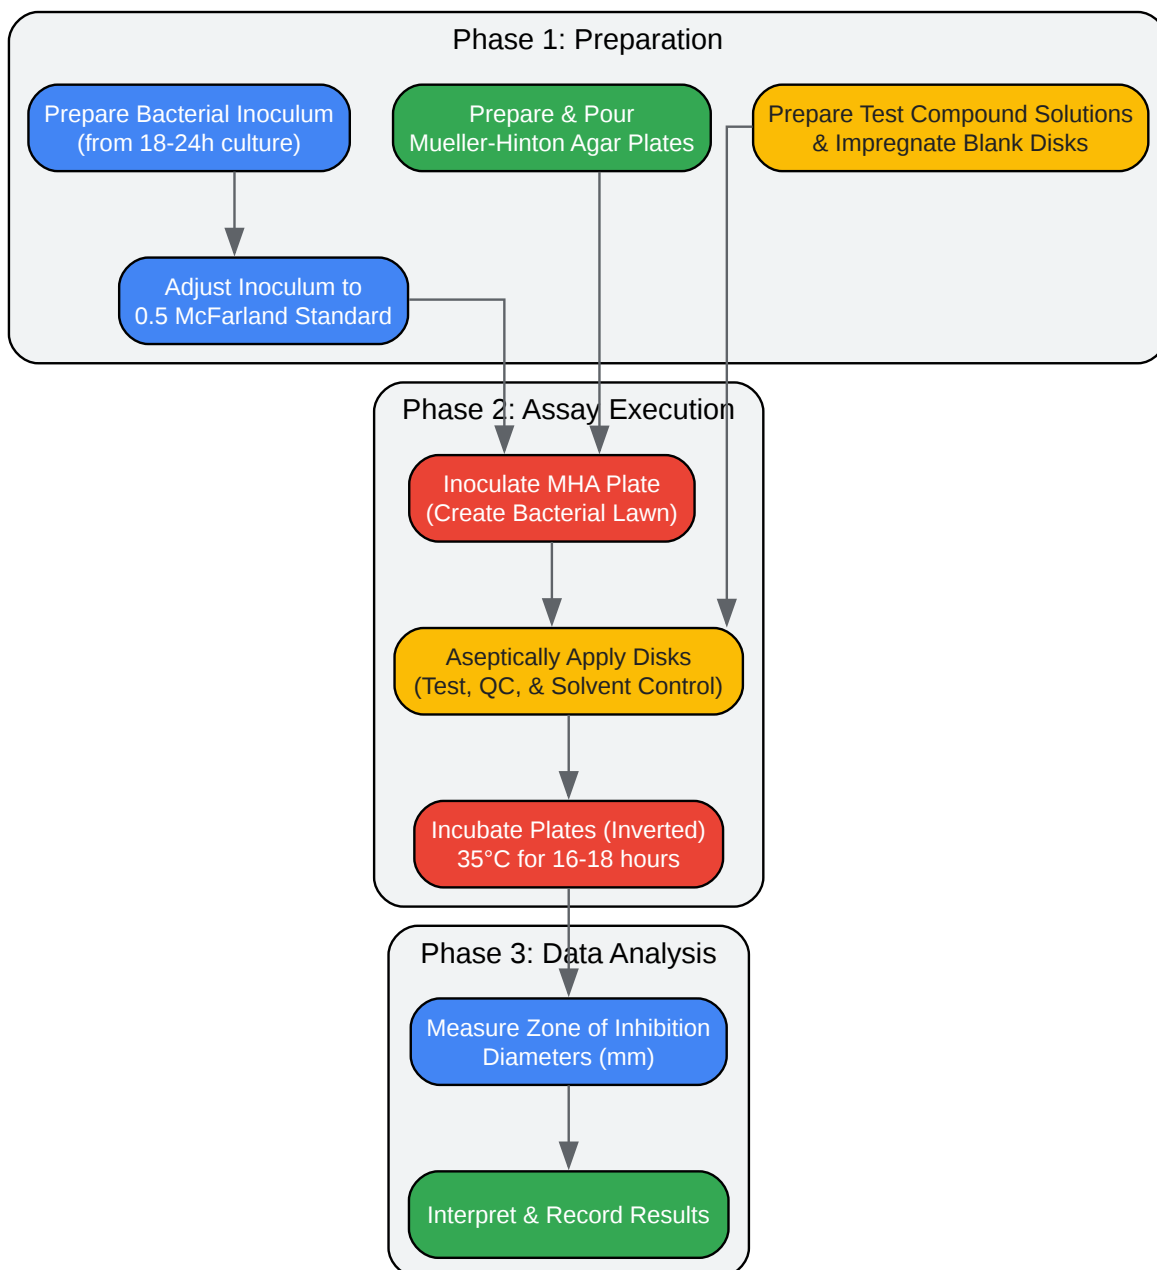 Phase 1: Preparation
Prepare Bacterial Inoculum
(from 18-24h culture)
Prepare & Pour
Mueller-Hinton Agar Plates
Prepare Test Compound Solutions
& Impregnate Blank Disks
Adjust Inoculum to
0.5 McFarland Standard
Phase 2: Assay Execution
Inoculate MHA Plate
(Create Bacterial Lawn)
Aseptically Apply Disks
(Test, QC, & Solvent Control)
Incubate Plates (Inverted)
35°C for 16-18 hours
Phase 3: Data Analysis
Measure Zone of Inhibition
Diameters (mm)
Interpret & Record Results